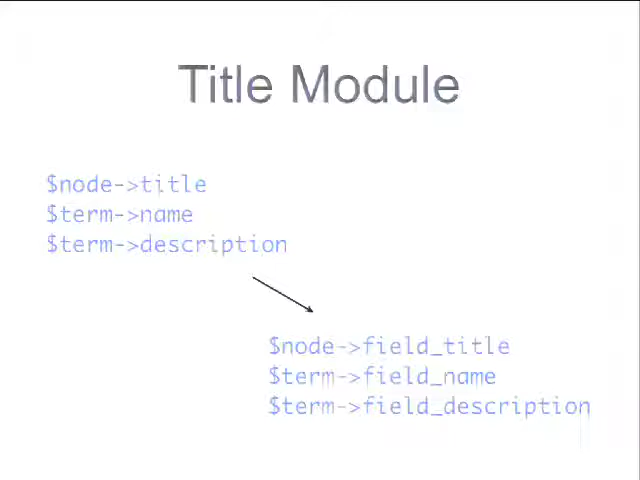 Title Module
$node->title
$term->name
$term->description
$node->field_title
$term->field_name
$term->field_description